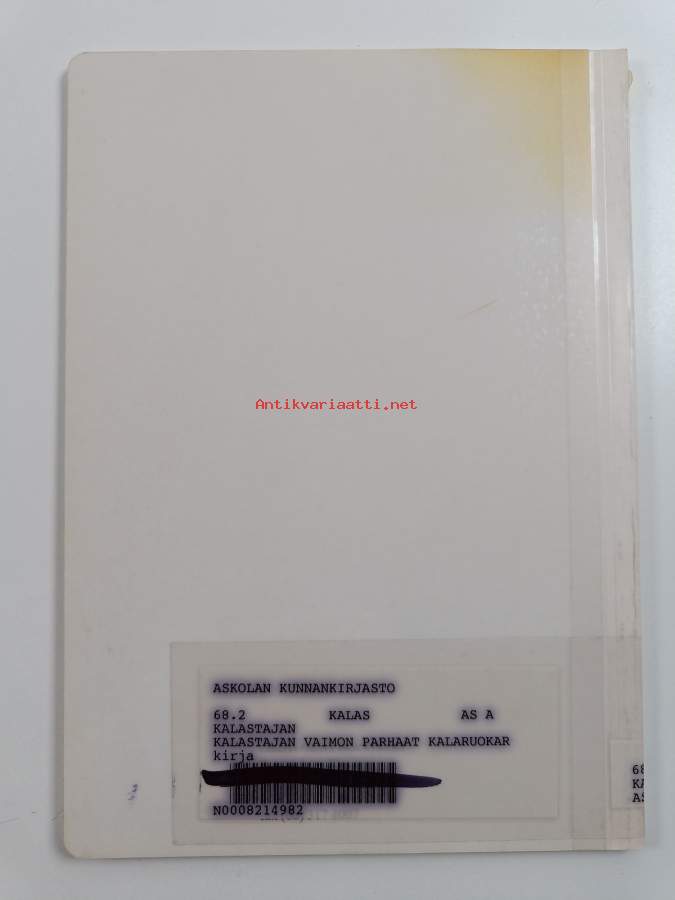 Antikvariaatti.net
ASKOLAN KUNNANKIRJASTO
68.2 KALAS AS A
KALASTAJAN
KALASTAJAN VAIMON PARHAAT KALARUOKAR
kirja
N0008214982
68
KA
AS